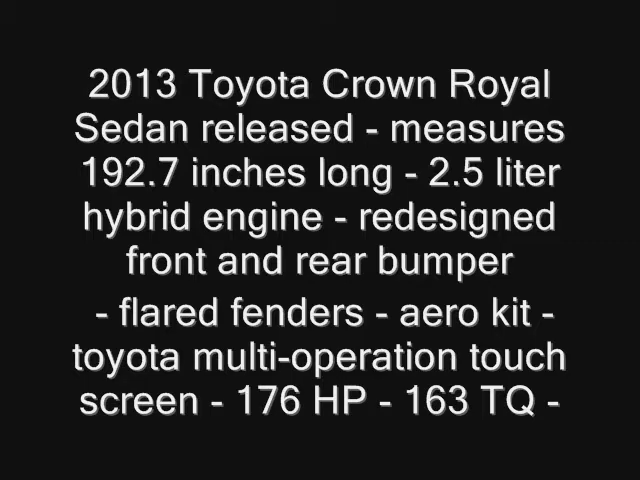 2013 Toyota Crown Royal
Sedan released - measures
192.7 inches long - 2.5 liter
hybrid engine - redesigned
front and rear bumper
- flared fenders - aero kit -
toyota multi-operation touch
screen - 176 HP - 163 TQ -